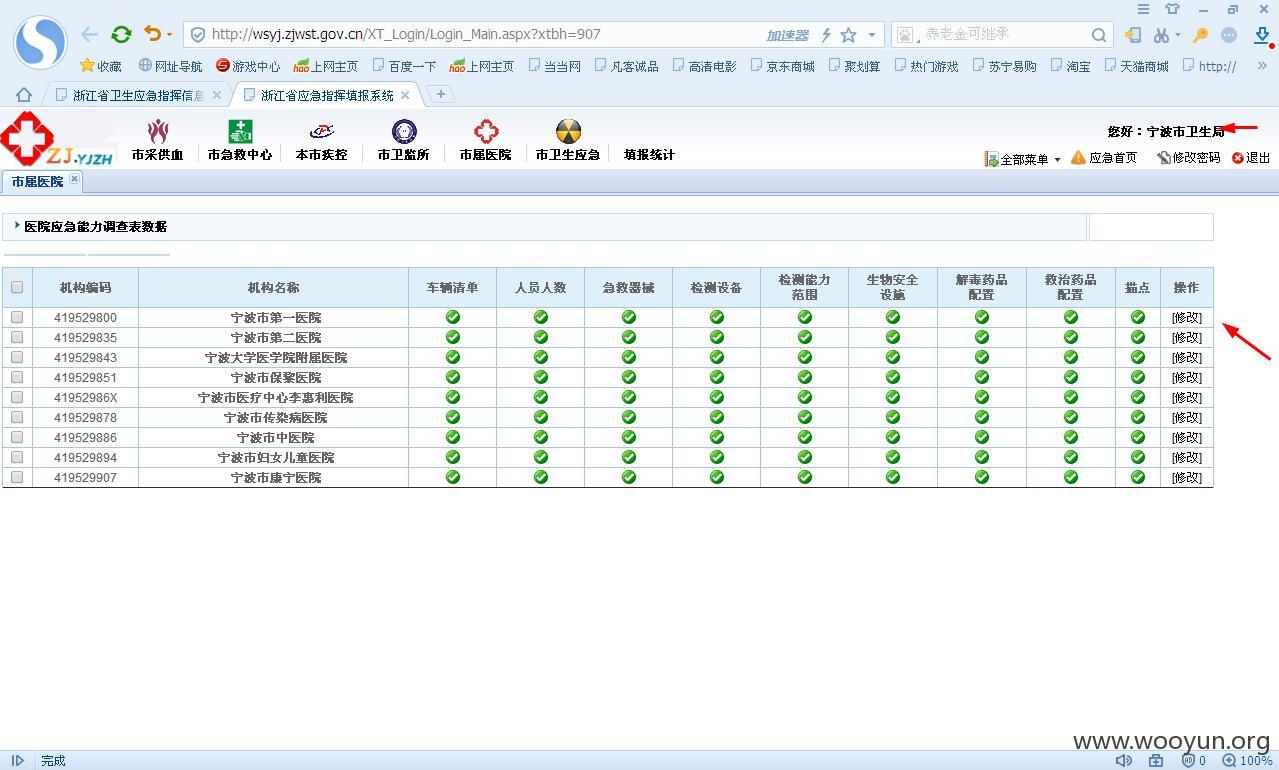 http://wsyj.zjwst.gov.cn/XT_Login/Login_Main.aspx?xtbh=907 加速器 养老金可继承
收藏 网址导航 游戏中心 hao上网主页 百度一下 hao上网主页 当当网 凡客诚品 高清电影 京东商城 聚划算 热门游戏 苏宁易购 淘宝 天猫商城 http://
浙江省卫生应急指挥信息 浙江省应急指挥填报系统
您好：宁波市卫生局
ZJ.YJZH 市采供血 市急救中心 本市疾控 市卫监所 市属医院 市卫生应急 填报统计 全部菜单 应急首页 修改密码 退出
市属医院
医院应急能力调查表数据
机构编码 机构名称 车辆清单 人员人数 急救器械 检测设备 检测能力范围 生物安全设施 解毒药品配置 救治药品配置 描点 操作
419529800 宁波市第一医院 [修改]
419529835 宁波市第二医院 [修改]
419529843 宁波大学医学院附属医院 [修改]
419529851 宁波市保黎医院 [修改]
41952986X 宁波市医疗中心李惠利医院 [修改]
419529878 宁波市传染病医院 [修改]
419529886 宁波市中医院 [修改]
419529894 宁波市妇女儿童医院 [修改]
419529907 宁波市康宁医院 [修改]
www.wooyun.org
完成 0 100%